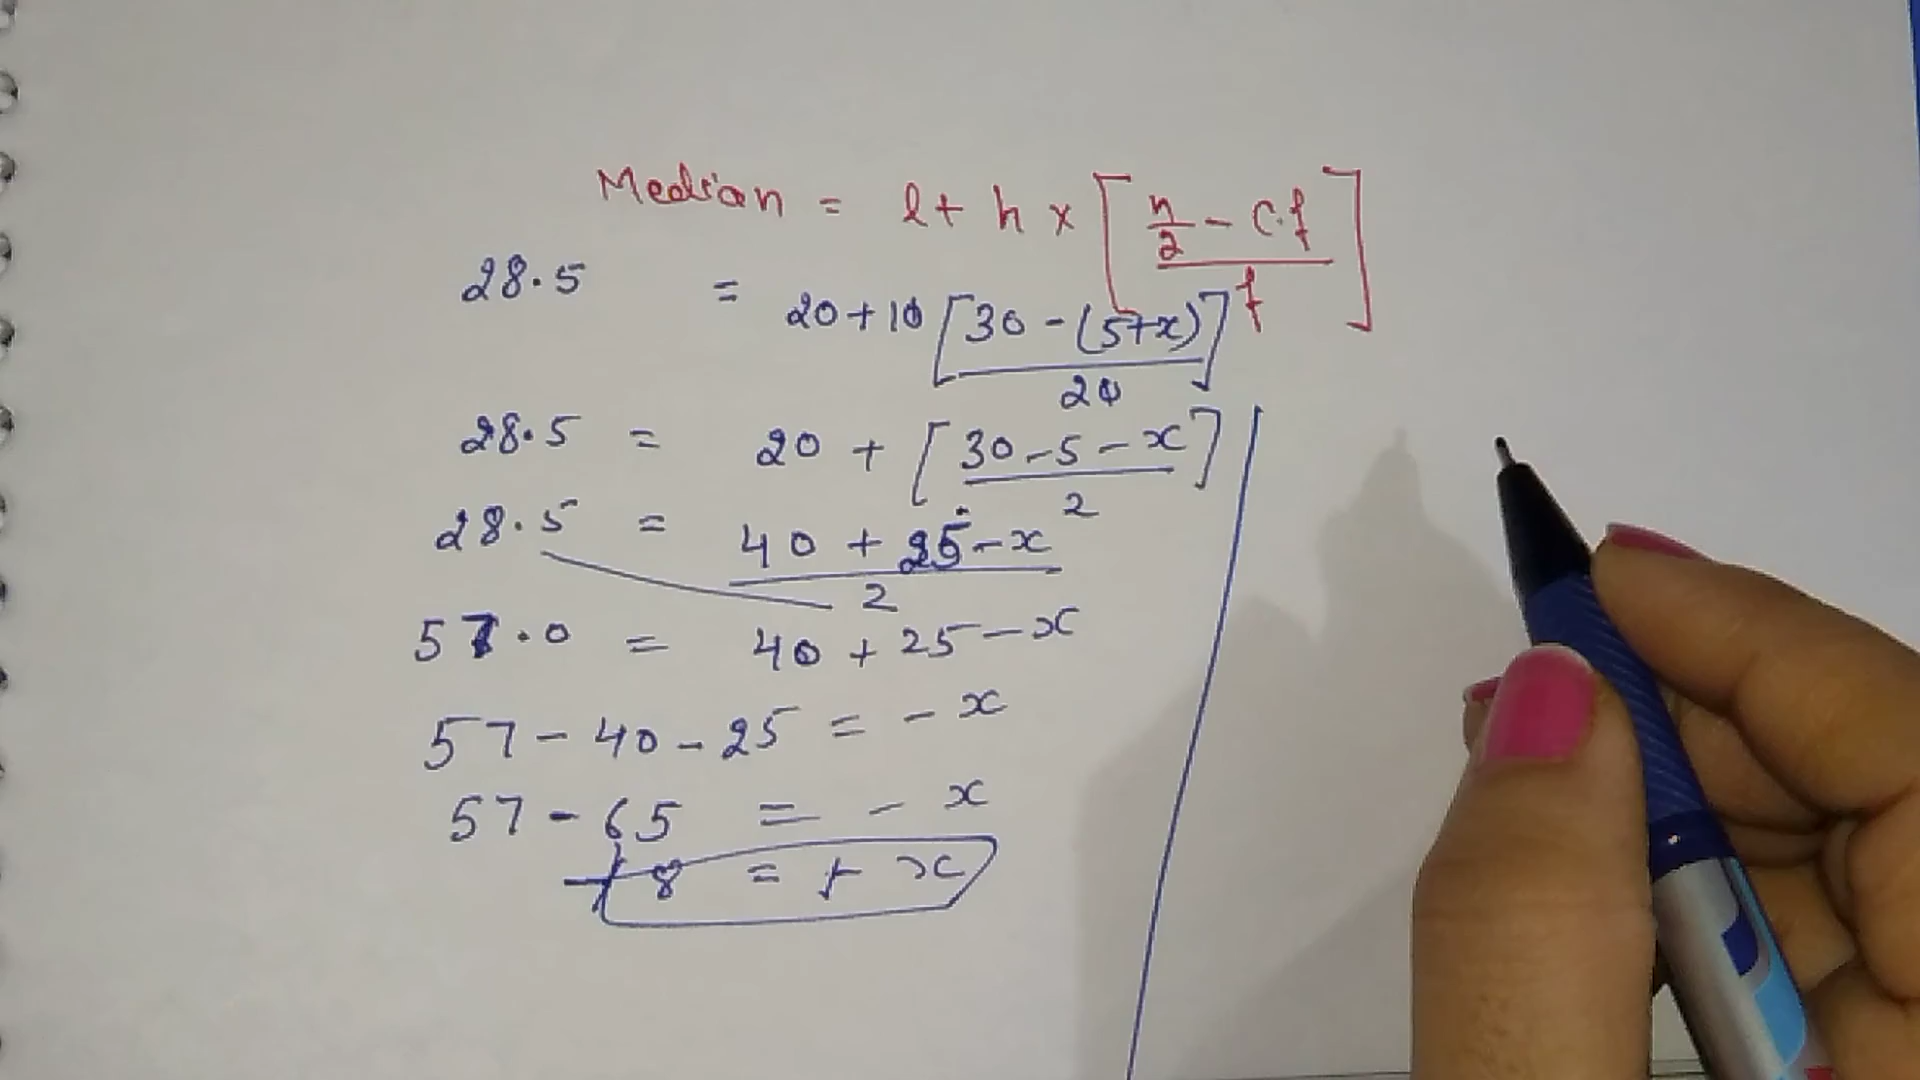 Median = l + h × [n/2 - C.f / f]
28.5 = 20 + 10 [30 - (5+x) / 20]
28.5 = 20 + [30 - 5 - x / 2]
28.5 = 40 + 25 - x / 2
57.0 = 40 + 25 - x
57 - 40 - 25 = - x
57 - 65 = - x
+ 8 = + x